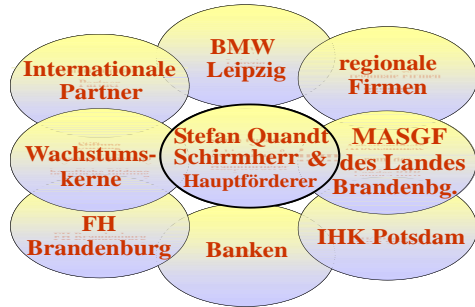 BMW
Leipzig
Internationale
Partner
regionale
Firmen
Wachstums-
kerne
Stefan Quandt
Schirmherr &
Hauptförderer
MASGF
des Landes
Brandenbg.
FH
Brandenburg
Banken
IHK Potsdam